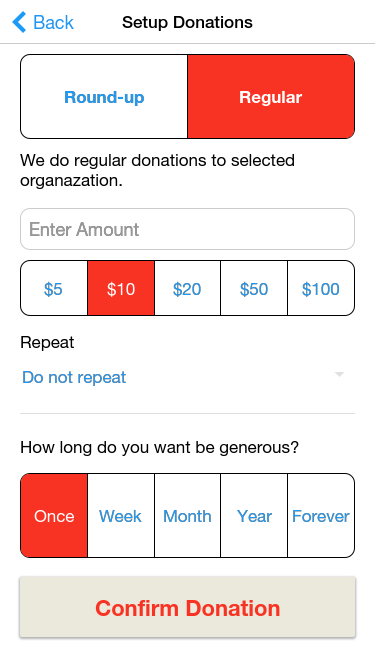 Back
Setup Donations
Round-up
Regular
We do regular donations to selected
organazation.
Enter Amount
$5
$10
$20
$50
$100
Repeat
Do not repeat
How long do you want be generous?
Once
Week
Month
Year
Forever
Confirm Donation